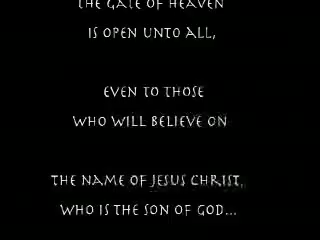 THE GATE OF HEAVEN
IS OPEN UNTO ALL,
EVEN TO THOSE
WHO WILL BELIEVE ON
THE NAME OF JESUS CHRIST,
WHO IS THE SON OF GOD...